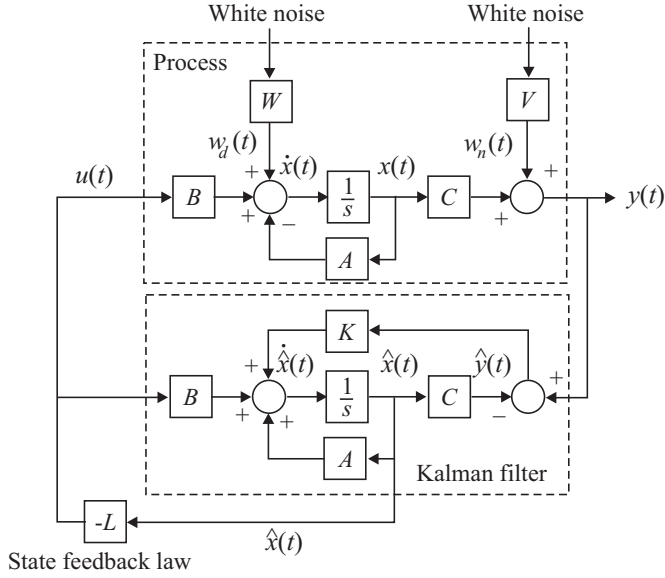 White noise
White noise
Process
W
V
w_d(t)
w_n(t)
u(t)
+
ẋ(t)
x(t)
+
B
+
1/s
C
+
y(t)
−
A
K
+
x̂̇(t)
x̂(t)
ŷ(t)
+
B
+
+
1/s
C
−
A
Kalman filter
-L
x̂(t)
State feedback law